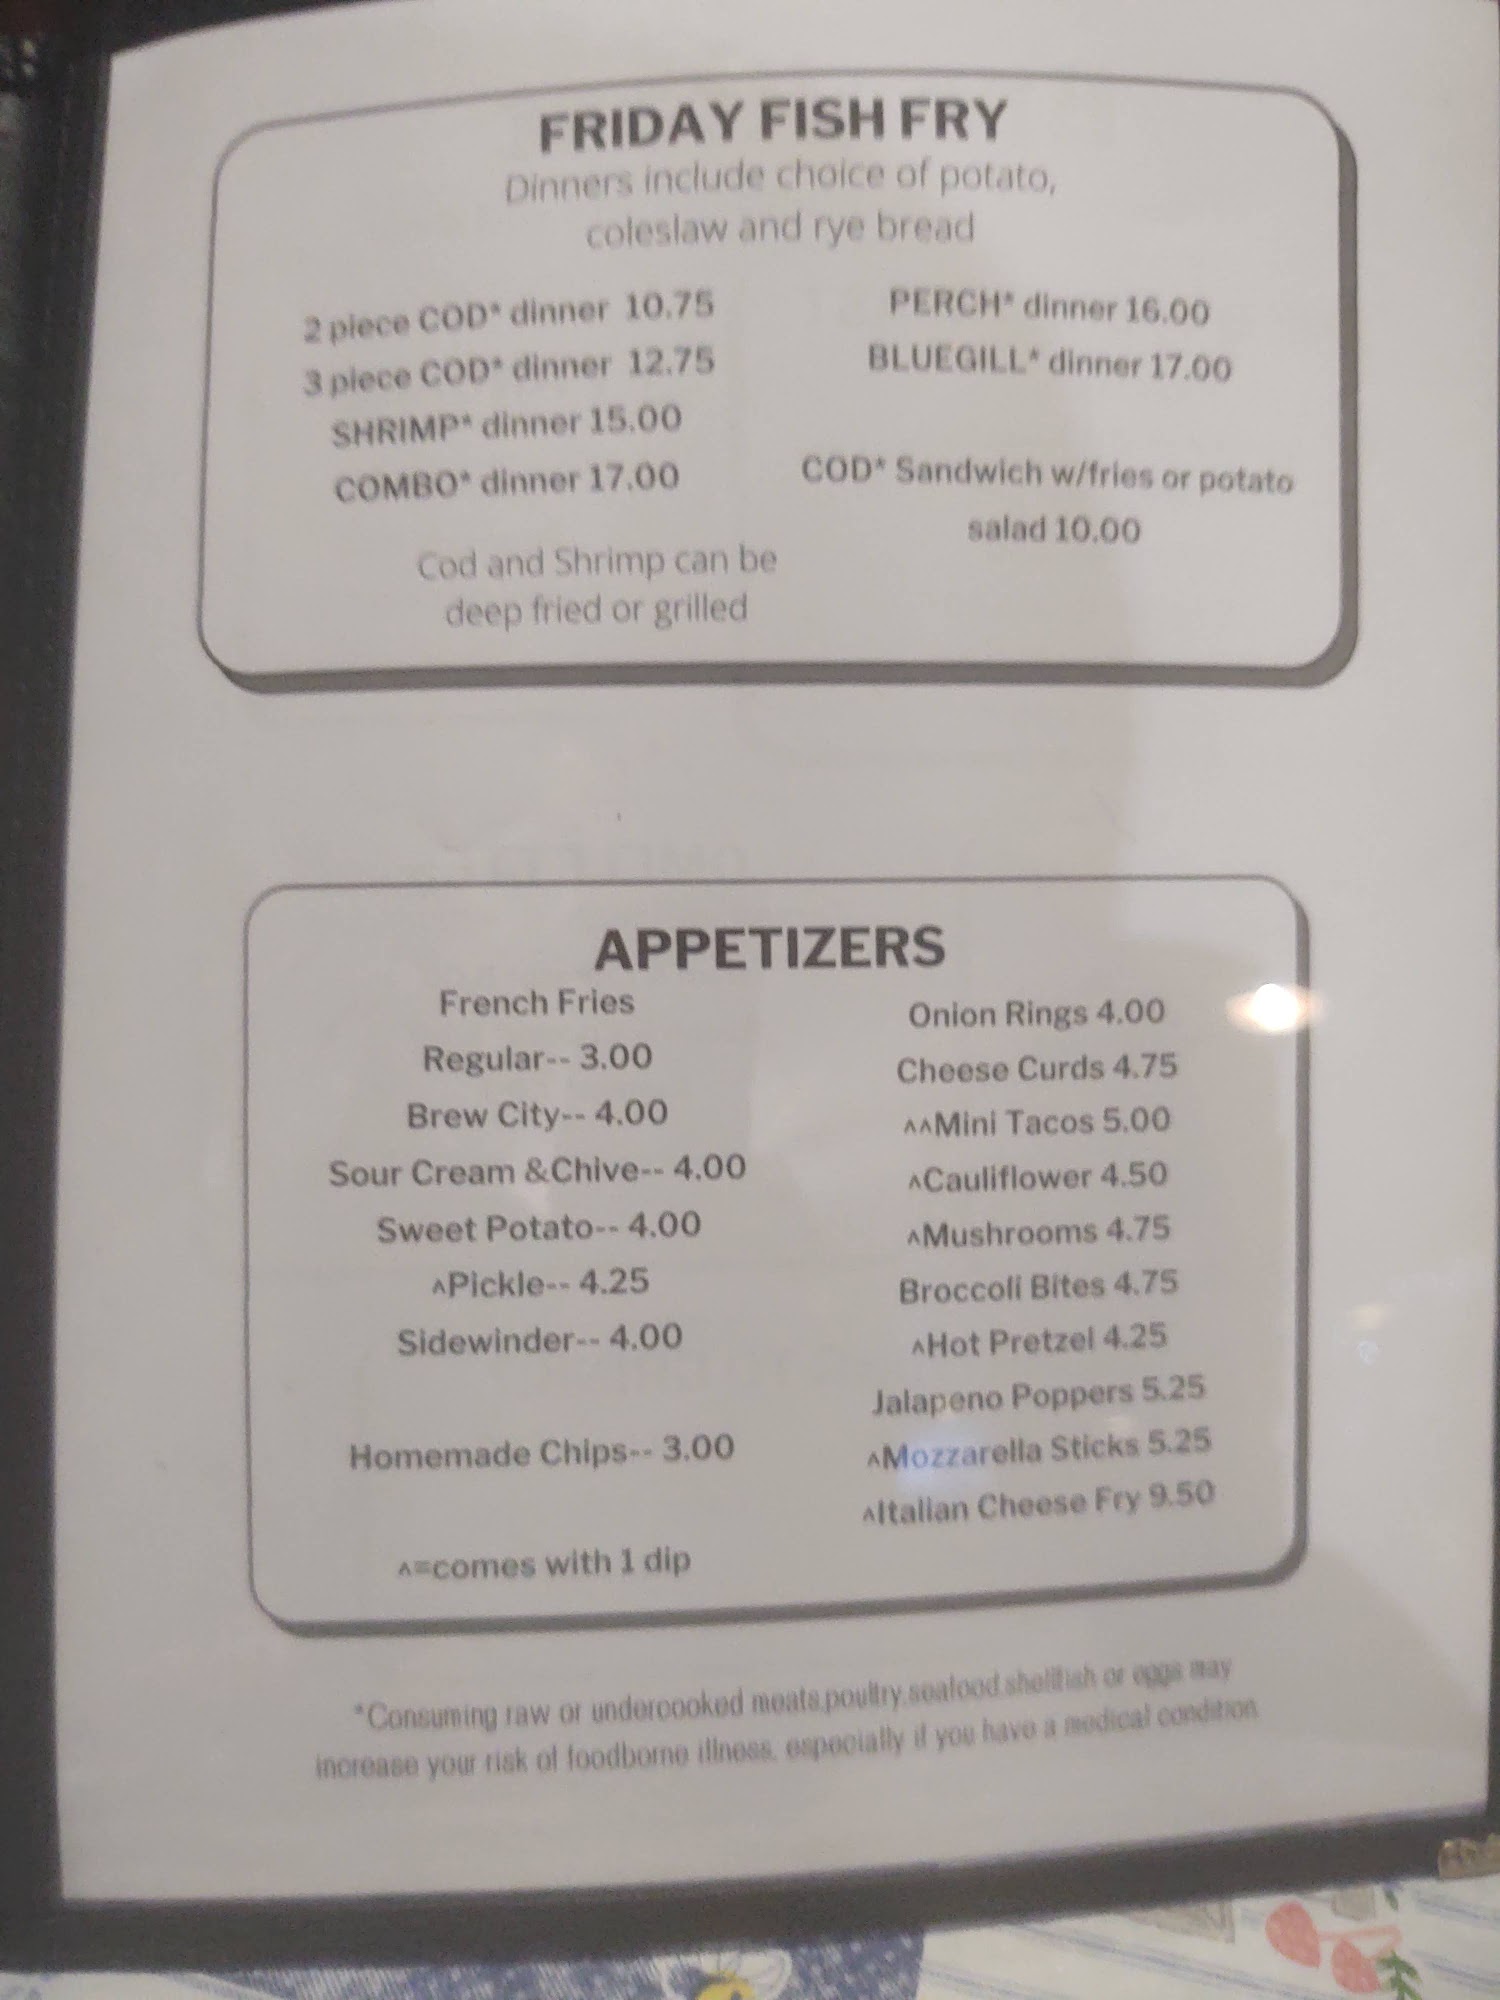 FRIDAY FISH FRY
Dinners include choice of potato,
coleslaw and rye bread
2 piece COD* dinner 10.75
3 piece COD* dinner 12.75
SHRIMP* dinner 15.00
COMBO* dinner 17.00
Cod and Shrimp can be
deep fried or grilled
PERCH* dinner 16.00
BLUEGILL* dinner 17.00
COD* Sandwich w/fries or potato
salad 10.00
APPETIZERS
French Fries
Regular-- 3.00
Brew City-- 4.00
Sour Cream &Chive-- 4.00
Sweet Potato-- 4.00
^Pickle-- 4.25
Sidewinder-- 4.00
Homemade Chips-- 3.00
^=comes with 1 dip
Onion Rings 4.00
Cheese Curds 4.75
^^Mini Tacos 5.00
^Cauliflower 4.50
^Mushrooms 4.75
Broccoli Bites 4.75
^Hot Pretzel 4.25
Jalapeno Poppers 5.25
^Mozzarella Sticks 5.25
^Italian Cheese Fry 9.50
*Consuming raw or undercooked meats,poultry,seafood,shellfish or eggs may
increase your risk of foodborne illness, especially if you have a medical condition